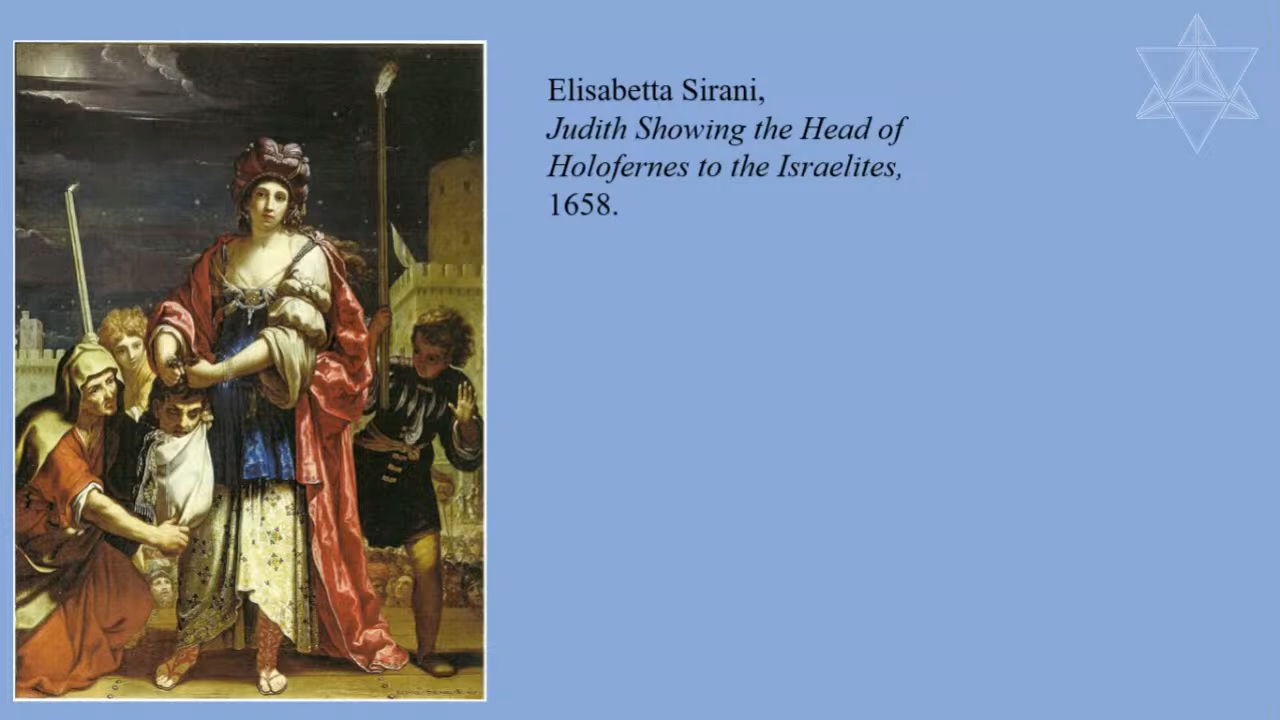 Elisabetta Sirani,
Judith Showing the Head of
Holofernes to the Israelites,
1658.